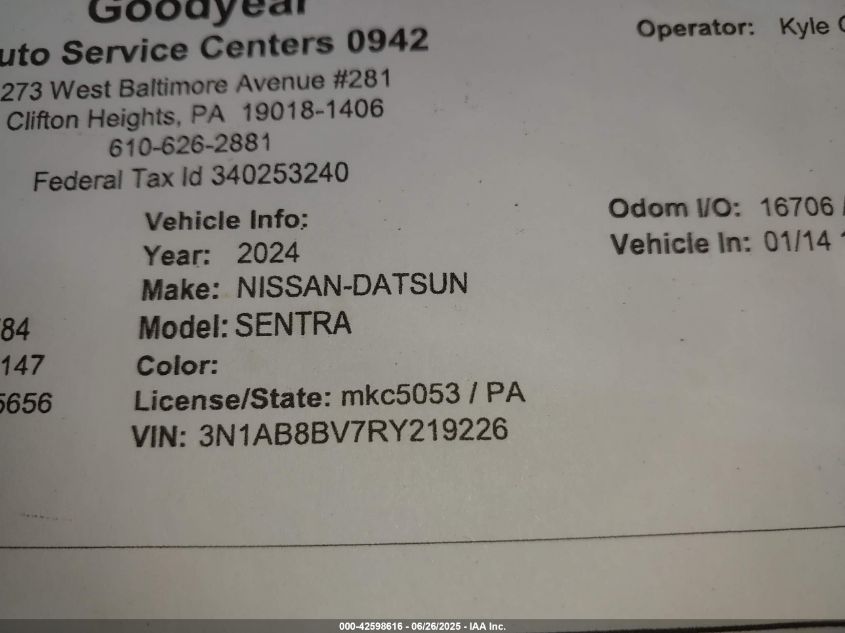 Goodyear
uto Service Centers 0942
273 West Baltimore Avenue #281
Clifton Heights, PA 19018-1406
610-626-2881
Federal Tax Id 340253240
Operator: Kyle
Vehicle Info:
Year: 2024
Make: NISSAN-DATSUN
Model: SENTRA
Color:
License/State: mkc5053 / PA
VIN: 3N1AB8BV7RY219226
Odom I/O: 16706 /
Vehicle In: 01/14
84
147
5656
000-42598616 - 06/26/2025 - IAA Inc.